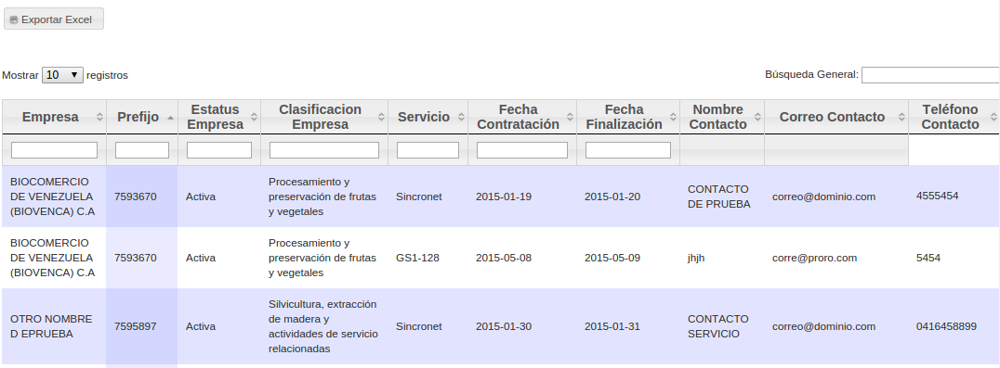 Exportar Excel
Mostrar 10 registros
Búsqueda General:
Empresa Prefijo Estatus Empresa Clasificacion Empresa Servicio Fecha Contratación Fecha Finalización Nombre Contacto Correo Contacto Teléfono Contacto
BIOCOMERCIO DE VENEZUELA (BIOVENCA) C.A 7593670 Activa Procesamiento y preservación de frutas y vegetales Sincronet 2015-01-19 2015-01-20 CONTACTO DE PRUEBA correo@dominio.com 4555454
BIOCOMERCIO DE VENEZUELA (BIOVENCA) C.A 7593670 Activa Procesamiento y preservación de frutas y vegetales GS1-128 2015-05-08 2015-05-09 jhjh corre@proro.com 5454
OTRO NOMBRE D EPRUEBA 7595897 Activa Silvicultura, extracción de madera y actividades de servicio relacionadas Sincronet 2015-01-30 2015-01-31 CONTACTO SERVICIO correo@dominio.com 0416458899